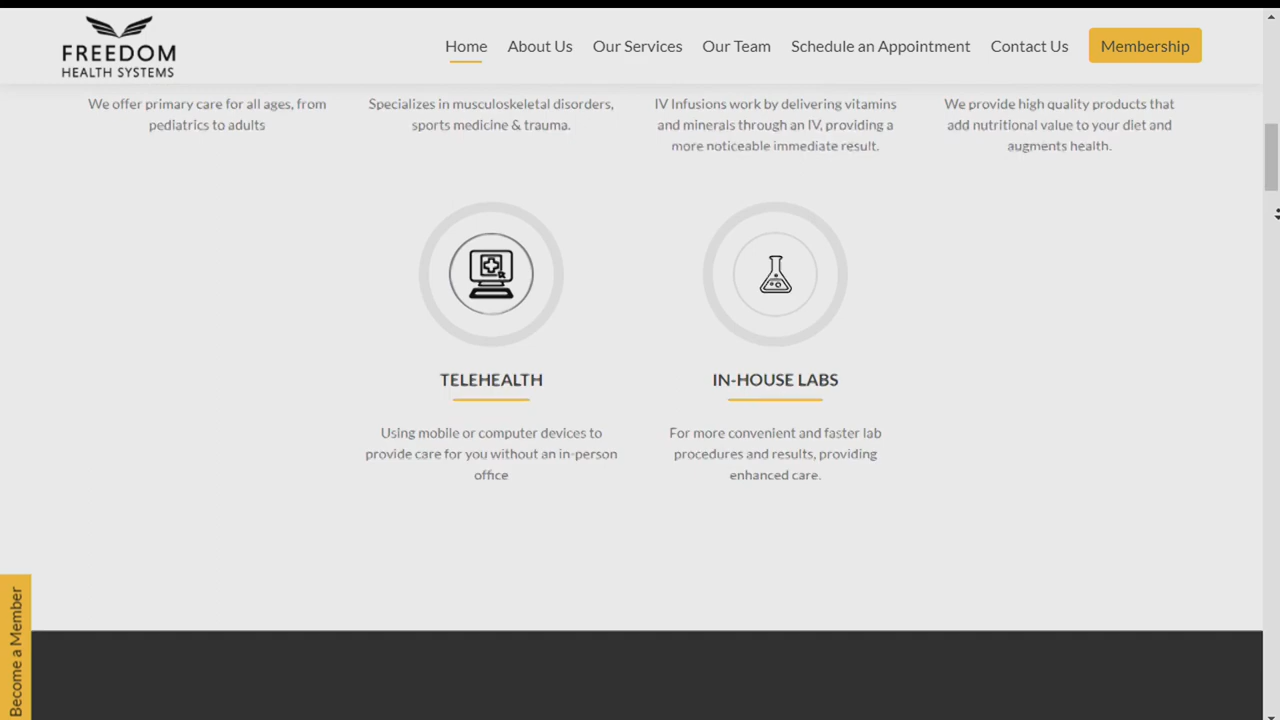 FREEDOM
HEALTH SYSTEMS
Home About Us Our Services Our Team Schedule an Appointment Contact Us Membership
We offer primary care for all ages, from
pediatrics to adults
Specializes in musculoskeletal disorders,
sports medicine & trauma.
IV Infusions work by delivering vitamins
and minerals through an IV, providing a
more noticeable immediate result.
We provide high quality products that
add nutritional value to your diet and
augments health.
TELEHEALTH
Using mobile or computer devices to
provide care for you without an in-person
office
IN-HOUSE LABS
For more convenient and faster lab
procedures and results, providing
enhanced care.
Become a Member